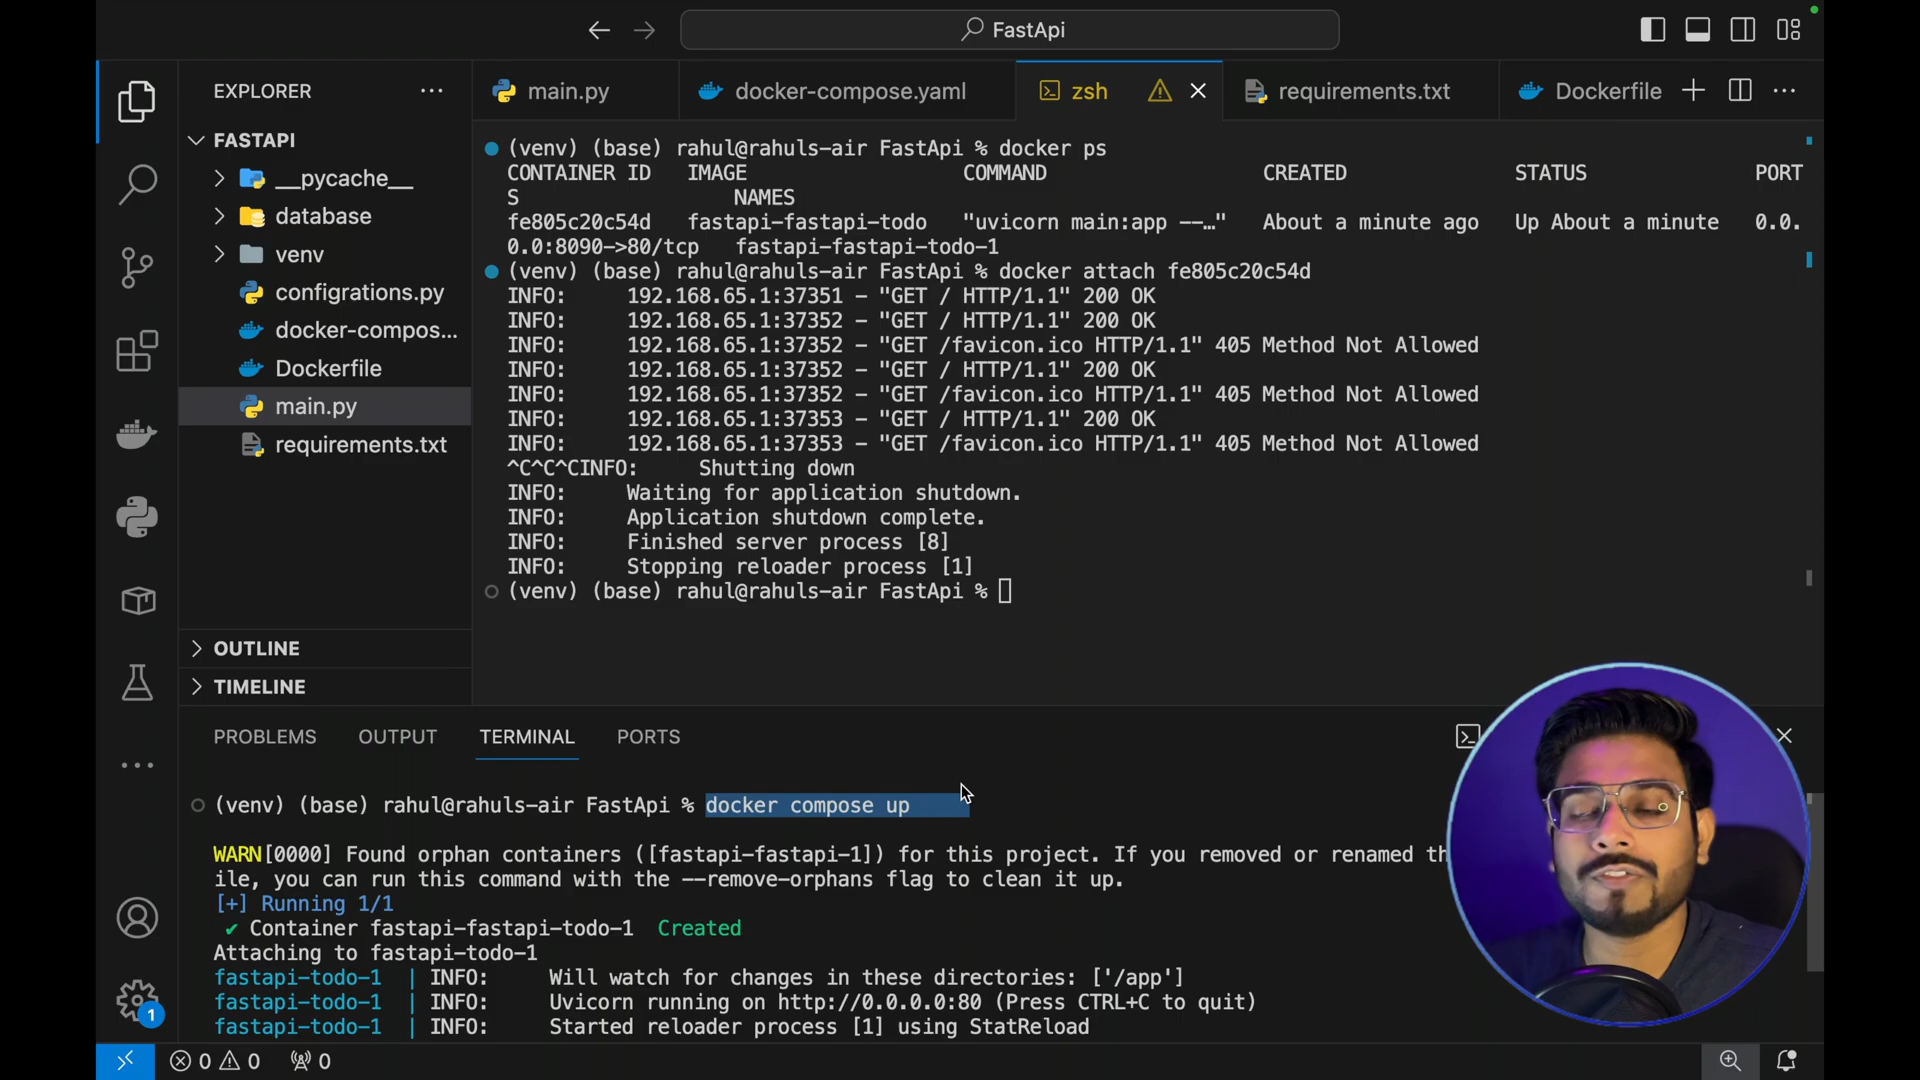 FastApi
EXPLORER
main.py
docker-compose.yaml
zsh
requirements.txt
Dockerfile
FASTAPI
__pycache__
database
venv
configrations.py
docker-compos...
Dockerfile
main.py
requirements.txt
OUTLINE
TIMELINE
(venv) (base) rahul@rahuls-air FastApi % docker ps
CONTAINER ID IMAGE COMMAND CREATED STATUS PORT
S NAMES
fe805c20c54d fastapi-fastapi-todo "uvicorn main:app --…" About a minute ago Up About a minute 0.0.
0.0:8090->80/tcp fastapi-fastapi-todo-1
(venv) (base) rahul@rahuls-air FastApi % docker attach fe805c20c54d
INFO: 192.168.65.1:37351 - "GET / HTTP/1.1" 200 OK
INFO: 192.168.65.1:37352 - "GET / HTTP/1.1" 200 OK
INFO: 192.168.65.1:37352 - "GET /favicon.ico HTTP/1.1" 405 Method Not Allowed
INFO: 192.168.65.1:37352 - "GET / HTTP/1.1" 200 OK
INFO: 192.168.65.1:37352 - "GET /favicon.ico HTTP/1.1" 405 Method Not Allowed
INFO: 192.168.65.1:37353 - "GET / HTTP/1.1" 200 OK
INFO: 192.168.65.1:37353 - "GET /favicon.ico HTTP/1.1" 405 Method Not Allowed
^C^C^CINFO: Shutting down
INFO: Waiting for application shutdown.
INFO: Application shutdown complete.
INFO: Finished server process [8]
INFO: Stopping reloader process [1]
(venv) (base) rahul@rahuls-air FastApi %
PROBLEMS OUTPUT TERMINAL PORTS
(venv) (base) rahul@rahuls-air FastApi % docker compose up
WARN[0000] Found orphan containers ([fastapi-fastapi-1]) for this project. If you removed or renamed th
ile, you can run this command with the --remove-orphans flag to clean it up.
[+] Running 1/1
✔ Container fastapi-fastapi-todo-1 Created
Attaching to fastapi-todo-1
fastapi-todo-1 | INFO: Will watch for changes in these directories: ['/app']
fastapi-todo-1 | INFO: Uvicorn running on http://0.0.0.0:80 (Press CTRL+C to quit)
fastapi-todo-1 | INFO: Started reloader process [1] using StatReload
1
0 0 0